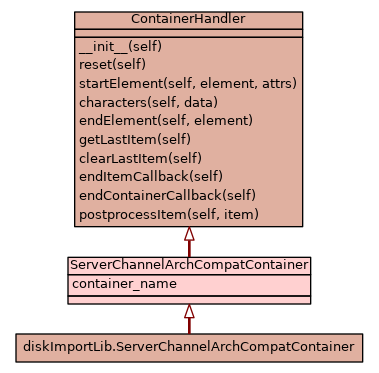 ContainerHandler
__init__(self)
reset(self)
startElement(self, element, attrs)
characters(self, data)
endElement(self, element)
getLastItem(self)
clearLastItem(self)
endItemCallback(self)
endContainerCallback(self)
postprocessItem(self, item)
ServerChannelArchCompatContainer
container_name
diskImportLib.ServerChannelArchCompatContainer